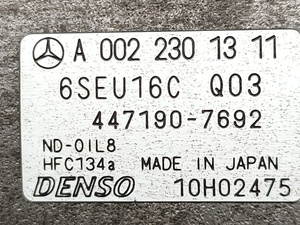 A 002 230 13 11
6SEU16C Q03
447190-7692
ND-OIL8
HFC134a MADE IN JAPAN
DENSO 10H02475